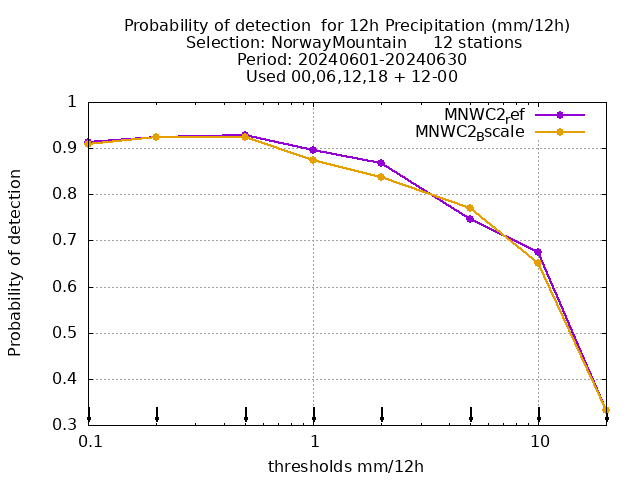 Probability of detection  for 12h Precipitation (mm/12h)
Selection: NorwayMountain     12 stations
Period: 20240601-20240630
Used 00,06,12,18 + 12-00
MNWC2ref
MNWC2Bscale
1
0.9
0.8
0.7
0.6
0.5
0.4
0.3
Probability of detection
0.1
1
10
thresholds mm/12h